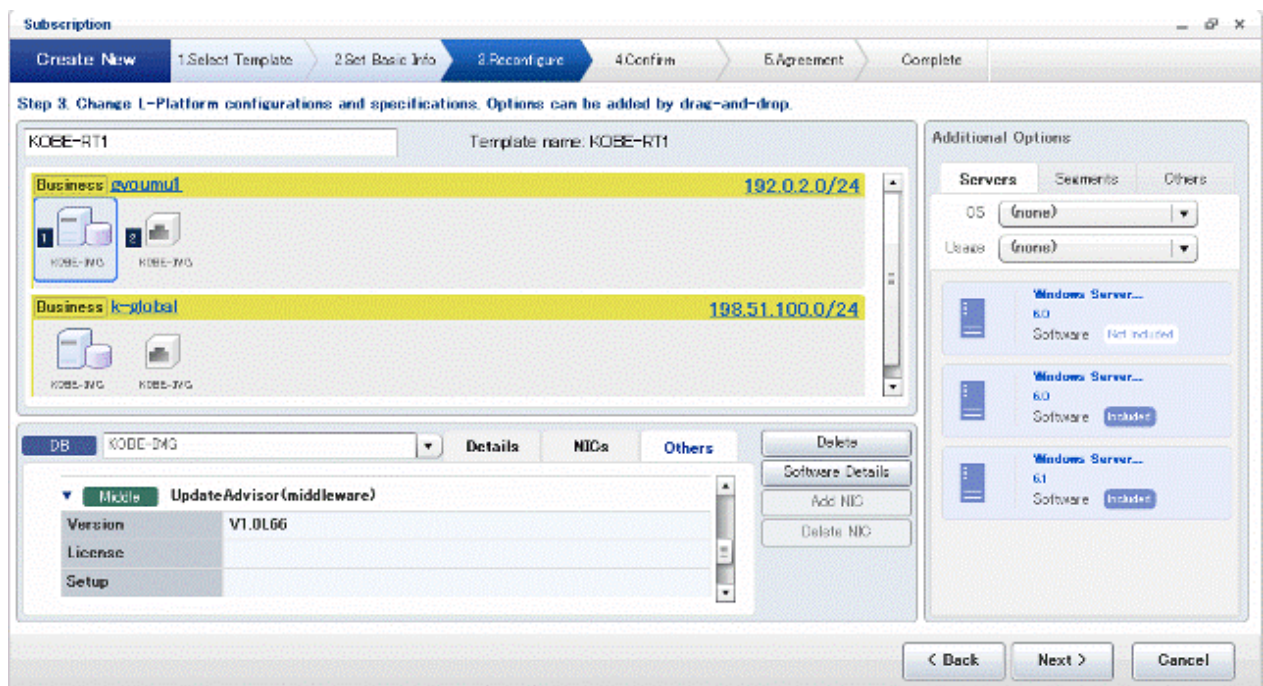 Subscription
Create New
1.Select Template
2.Set Basic Info
3.Reconfigure
4.Confirm
5.Agreement
Complete
Step 3. Change L-Platform configurations and specifications. Options can be added by drag-and-drop.
KOBE-RT1
Template name: KOBE-RT1
Business gyoumu1 192.0.2.0/24
1
2
KOBE-IMG KOBE-IMG
Business k-global 198.51.100.0/24
KOBE-IMG KOBE-IMG
DB KOBE-IMG
Details
NICs
Others
Middle UpdateAdvisor(middleware)
Version V1.0L66
License
Setup
Delete
Software Details
Add NIC
Delete NIC
Additional Options
Servers Segments Others
OS (none)
Usage (none)
Windows Server...
6.0
Software Not included
Windows Server...
6.0
Software Included
Windows Server...
6.1
Software Included
< Back
Next >
Cancel